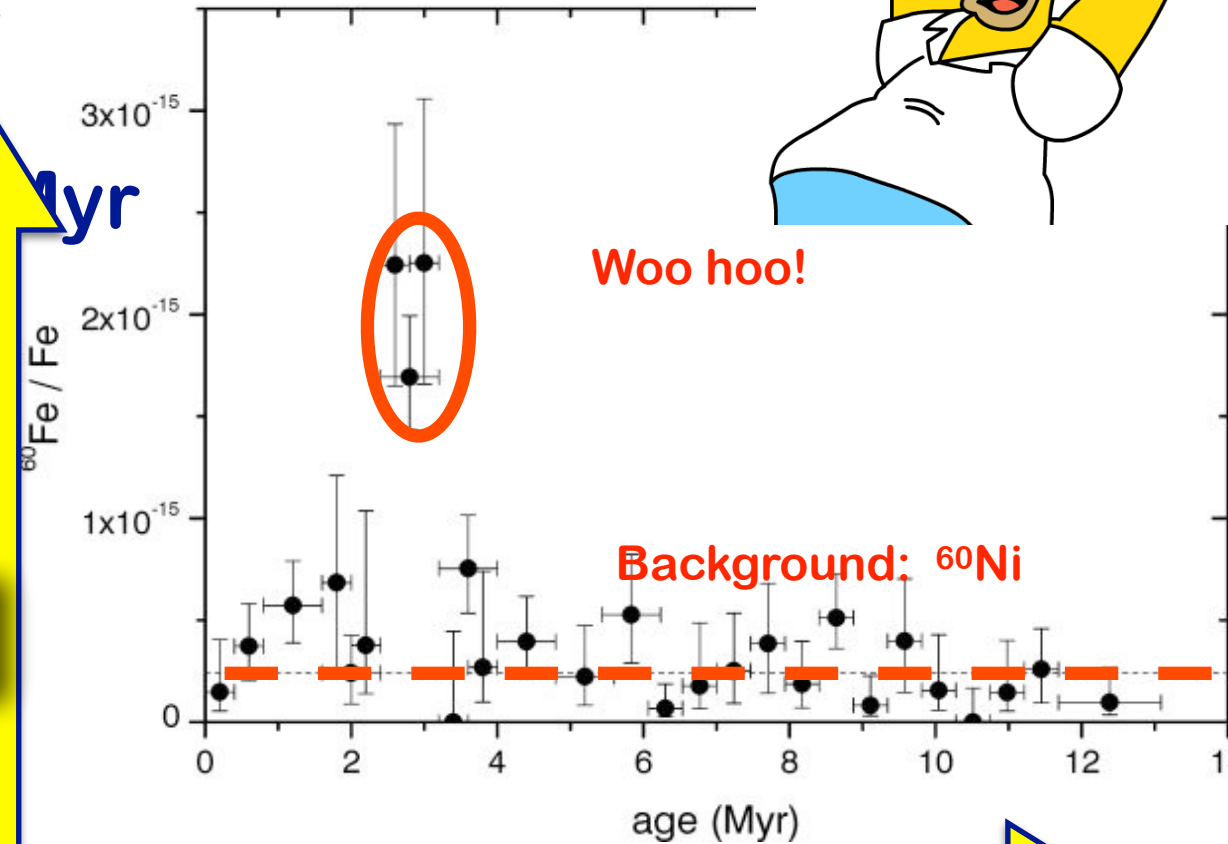 3x10⁻¹⁵
Woo hoo!
2x10⁻¹⁵
⁶⁰Fe / Fe
1x10⁻¹⁵
Background: ⁶⁰Ni
0
0 2 4 6 8 10 12
age (Myr)